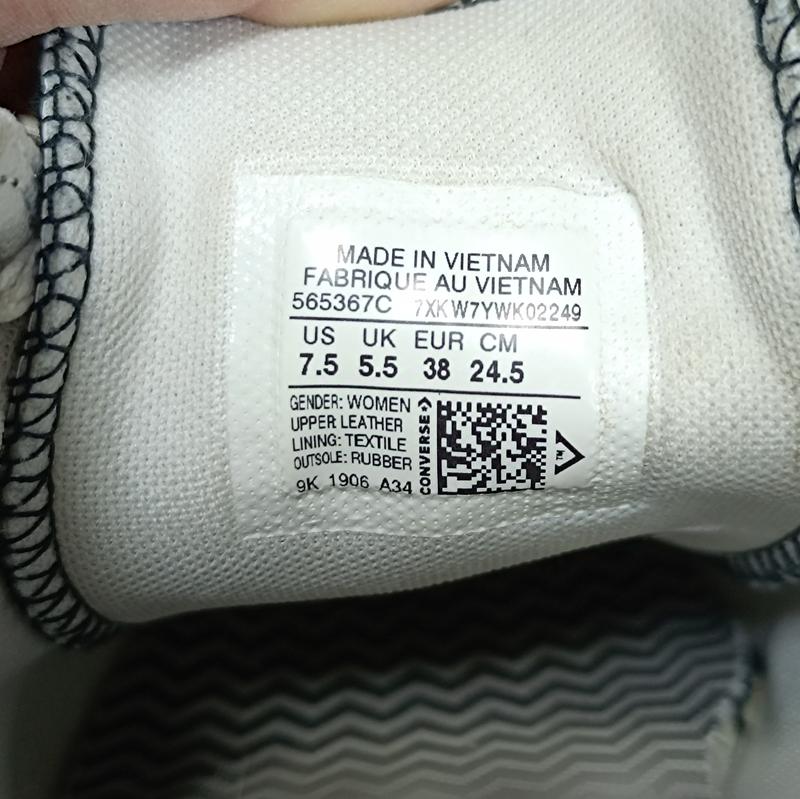 MADE IN VIETNAM
FABRIQUE AU VIETNAM
565367C 7XKW7YWK02249
US UK EUR CM
7.5 5.5 38 24.5
GENDER: WOMEN
UPPER: LEATHER
LINING: TEXTILE
OUTSOLE: RUBBER
9K 1906 A34
CONVERSE
TM